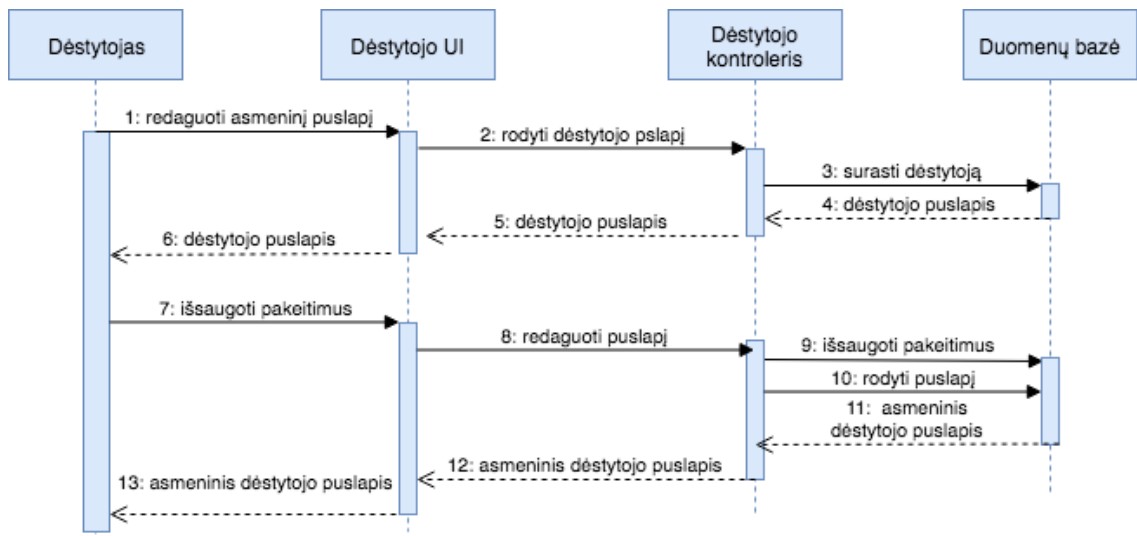 Dėstytojas
Dėstytojo UI
Dėstytojo
kontroleris
Duomenų bazė
1: redaguoti asmeninį puslapį
2: rodyti dėstytojo pslapį
3: surasti dėstytoją
4: dėstytojo puslapis
5: dėstytojo puslapis
6: dėstytojo puslapis
7: išsaugoti pakeitimus
8: redaguoti puslapį
9: išsaugoti pakeitimus
10: rodyti puslapį
11: asmeninis
dėstytojo puslapis
12: asmeninis dėstytojo puslapis
13: asmeninis dėstytojo puslapis